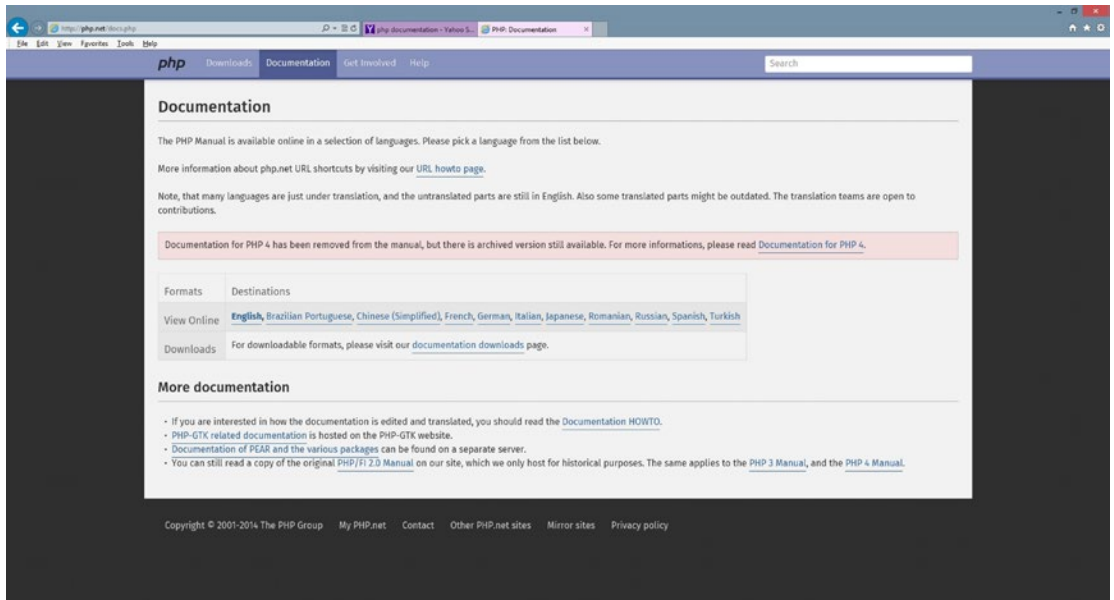 http://php.net/docs.php
php documentation - Yahoo S...
PHP: Documentation
File Edit View Favorites Tools Help
php Downloads Documentation Get Involved Help Search
Documentation
The PHP Manual is available online in a selection of languages. Please pick a language from the list below.
More information about php.net URL shortcuts by visiting our URL howto page.
Note, that many languages are just under translation, and the untranslated parts are still in English. Also some translated parts might be outdated. The translation teams are open to
contributions.
Documentation for PHP 4 has been removed from the manual, but there is archived version still available. For more informations, please read Documentation for PHP 4.
Formats Destinations
View Online English, Brazilian Portuguese, Chinese (Simplified), French, German, Italian, Japanese, Romanian, Russian, Spanish, Turkish
Downloads For downloadable formats, please visit our documentation downloads page.
More documentation
· If you are interested in how the documentation is edited and translated, you should read the Documentation HOWTO.
· PHP-GTK related documentation is hosted on the PHP-GTK website.
· Documentation of PEAR and the various packages can be found on a separate server.
· You can still read a copy of the original PHP/FI 2.0 Manual on our site, which we only host for historical purposes. The same applies to the PHP 3 Manual, and the PHP 4 Manual.
Copyright © 2001-2014 The PHP Group My PHP.net Contact Other PHP.net sites Mirror sites Privacy policy